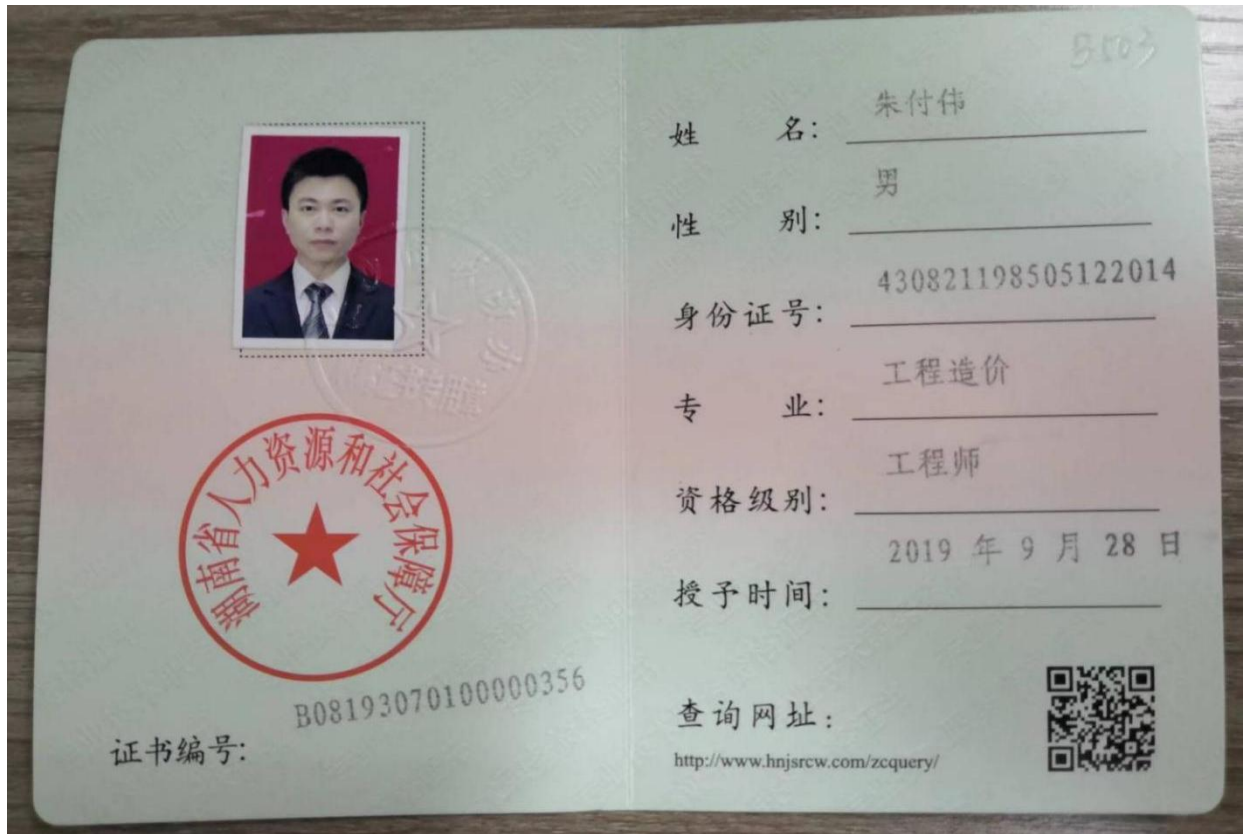 湖南省人力资源和社会保障厅
B08193070100000356
证书编号:
B503
姓 名: 朱付伟
性 别: 男
身份证号: 430821198505122014
专 业: 工程造价
资格级别: 工程师
授予时间: 2019 年 9 月 28 日
查询网址:
http://www.hnjsrcw.com/zcquery/